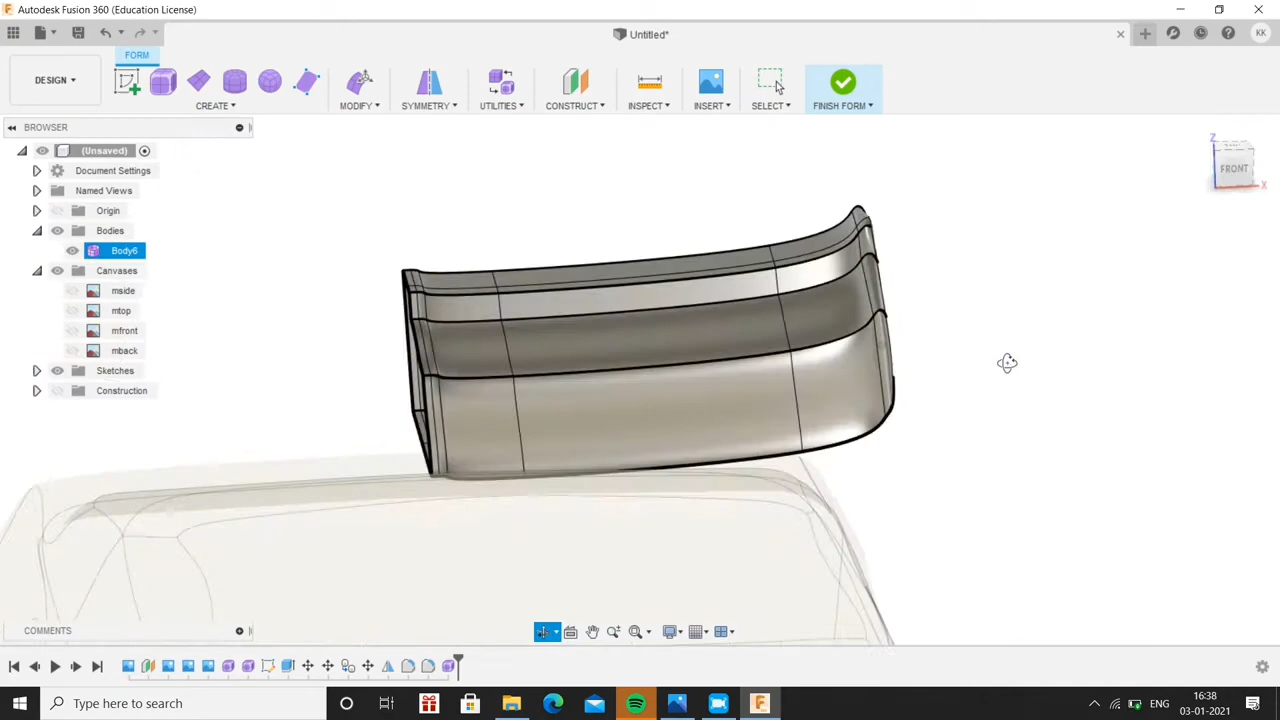 Autodesk Fusion 360 (Education License)
Untitled*
KK
FORM
DESIGN
CREATE
MODIFY
SYMMETRY
UTILITIES
CONSTRUCT
INSPECT
INSERT
SELECT
FINISH FORM
BROWSER
(Unsaved)
Document Settings
Named Views
Origin
Bodies
Body6
Canvases
mside
mtop
mfront
mback
Sketches
Construction
Z
FRONT
X
COMMENTS
Type here to search
ENG
16:38
03-01-2021